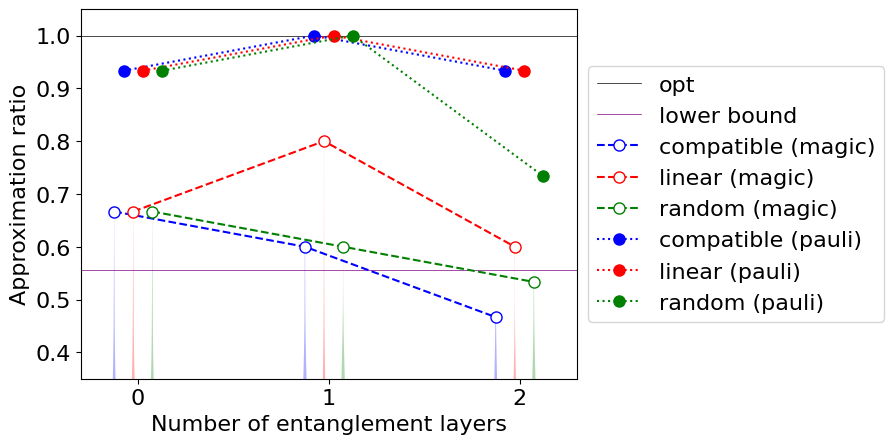 Approximation ratio
1.0
0.9
0.8
0.7
0.6
0.5
0.4
0
1
2
Number of entanglement layers
opt
lower bound
compatible (magic)
linear (magic)
random (magic)
compatible (pauli)
linear (pauli)
random (pauli)